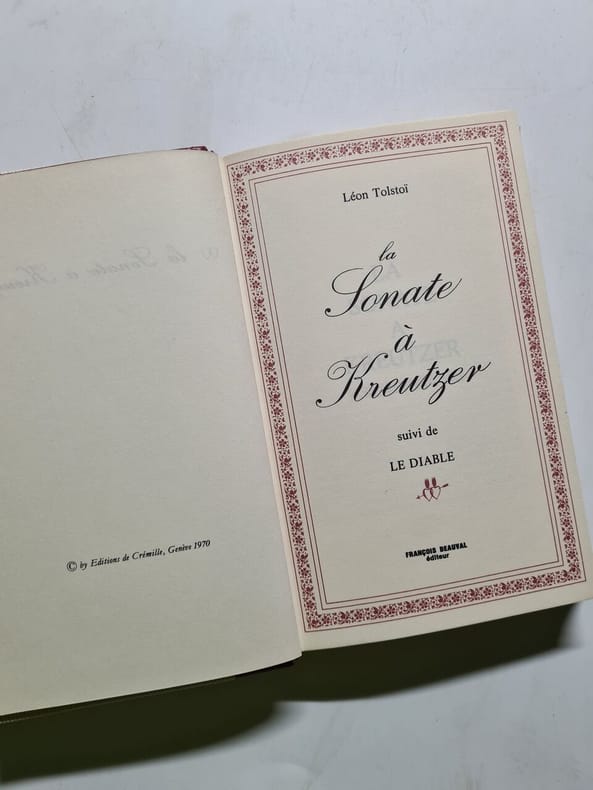 © by Editions de Crémille, Genève 1970
Léon Tolstoï
la
Sonate
à
Kreutzer
suivi de
LE DIABLE
FRANÇOIS BEAUVAL
éditeur